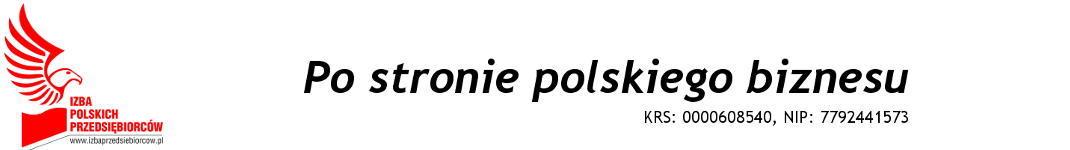 IZBA
POLSKICH
PRZEDSIĘBIORCÓW
www.izbaprzedsiebiorcow.pl
Po stronie polskiego biznesu
KRS: 0000608540, NIP: 7792441573